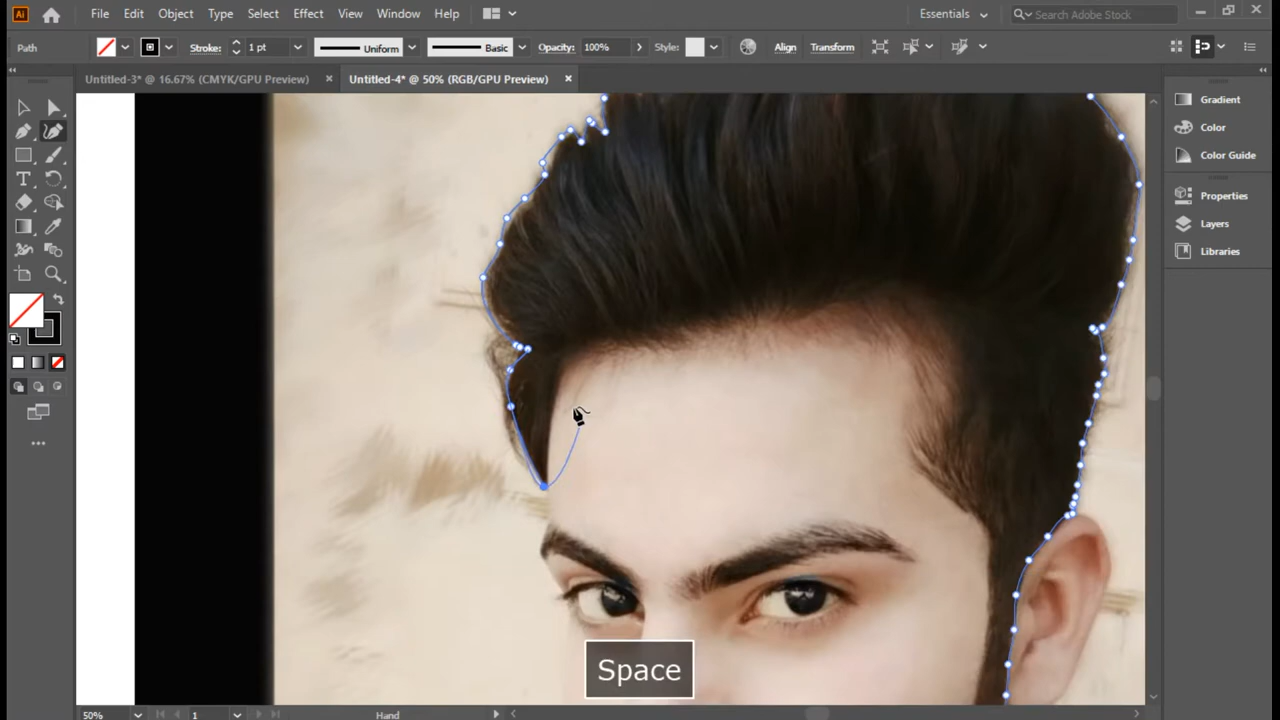 Ai File Edit Object Type Select Effect View Window Help Essentials Search Adobe Stock
Path Stroke: 1 pt Uniform Basic Opacity: 100% Style: Align Transform
Untitled-3* @ 16.67% (CMYK/GPU Preview) Untitled-4* @ 50% (RGB/GPU Preview)
Gradient
Color
Color Guide
Properties
Layers
Libraries
Space
50% 1 Hand